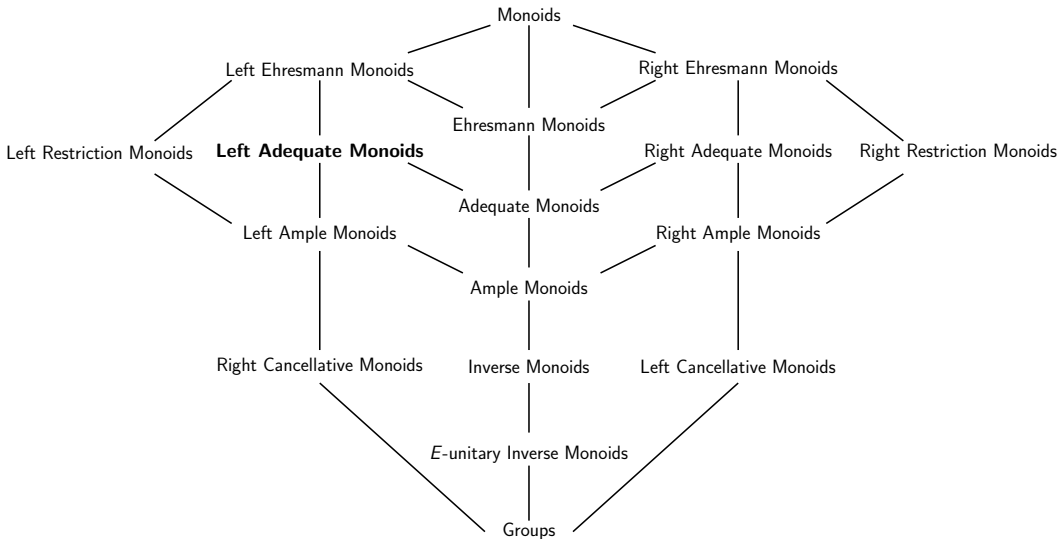 Monoids
Left Ehresmann Monoids
Right Ehresmann Monoids
Ehresmann Monoids
Left Restriction Monoids
Left Adequate Monoids
Right Adequate Monoids
Right Restriction Monoids
Adequate Monoids
Left Ample Monoids
Right Ample Monoids
Ample Monoids
Right Cancellative Monoids
Inverse Monoids
Left Cancellative Monoids
E-unitary Inverse Monoids
Groups